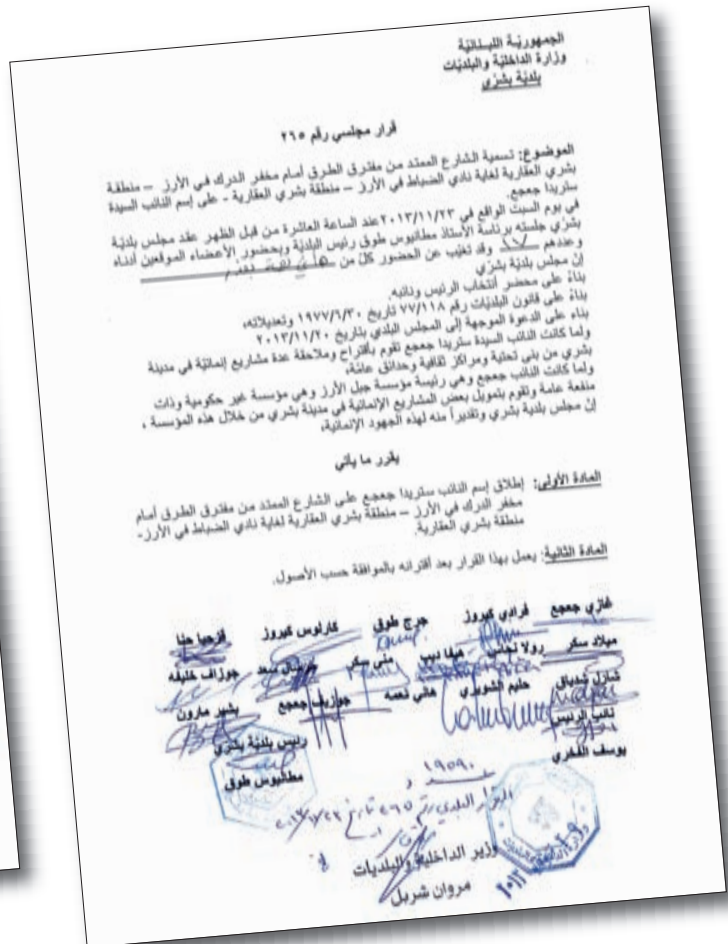 الجمهورية اللبنانية
وزارة الداخلية والبلديات
بلدية بشري
قرار مجلسي رقم ٢٦٥
الموضوع: تسمية الشارع الممتد من مفترق الطرق أمام مخفر الدرك في الأرز – منطقة
بشري العقارية لغاية نادي الضباط في الأرز – منطقة بشري العقارية - على إسم النائب السيدة
ستريدا جعجع.
في يوم السبت الواقع في ٢٠١٣/١١/٢٣ عند الساعة العاشرة من قبل الظهر عقد مجلس بلدية
بشري جلسته برئاسة الأستاذ مطانيوس طوق رئيس البلدية وبحضور الأعضاء الموقعين أدناه
وعددهم وقد تغيّب عن الحضور كلّ من
إنّ مجلس بلدية بشرّي
بناءً على محضر أنتخاب الرئيس ونائبه.
بناءً على قانون البلديات رقم ٧٧/١١٨ تاريخ ١٩٧٧/٦/٣٠ وتعديلاته،
بناء على الدعوة الموجهة إلى المجلس البلدي بتاريخ ٢٠١٣/١١/٢٠
ولما كانت النائب السيدة ستريدا جعجع تقوم بأقتراح وملاحقة عدة مشاريع إنمائية في مدينة
بشري من بنى تحتية ومراكز ثقافية وحدائق عامة،
ولما كانت النائب جعجع وهي رئيسة مؤسسة جبل الأرز وهي مؤسسة غير حكومية وذات
منفعة عامة وتقوم بتمويل بعض المشاريع الإنمائية في مدينة بشري من خلال هذه المؤسسة ،
إنّ مجلس بلدية بشري وتقديراً منه لهذه الجهود الإنمائية،
يقرر ما يأتي
المادة الأولى: إطلاق إسم النائب ستريدا جعجع على الشارع الممتد من مفترق الطرق أمام
مخفر الدرك في الأرز – منطقة بشري العقارية لغاية نادي الضباط في الأرز-
منطقة بشري العقارية.
المادة الثانية: يعمل بهذا القرار بعد أقترانه بالموافقة حسب الأصول.
غازي جعجع فرادي كيروز جرج طوق كارلوس كيروز فرحيا حنا
ميلاد سكر رولا نجاتي هيفا ديب منى سكر سعد جوزاف خليفه
شارل شدياق حليم الشويري هاني نعمه جوزيف جعجع بشير مارون
نائب الرئيس رئيس بلدية بشري
يوسف الفخري مطانيوس طوق
١٩٥٩٠
وزير الداخلية والبلديات
مروان شربل